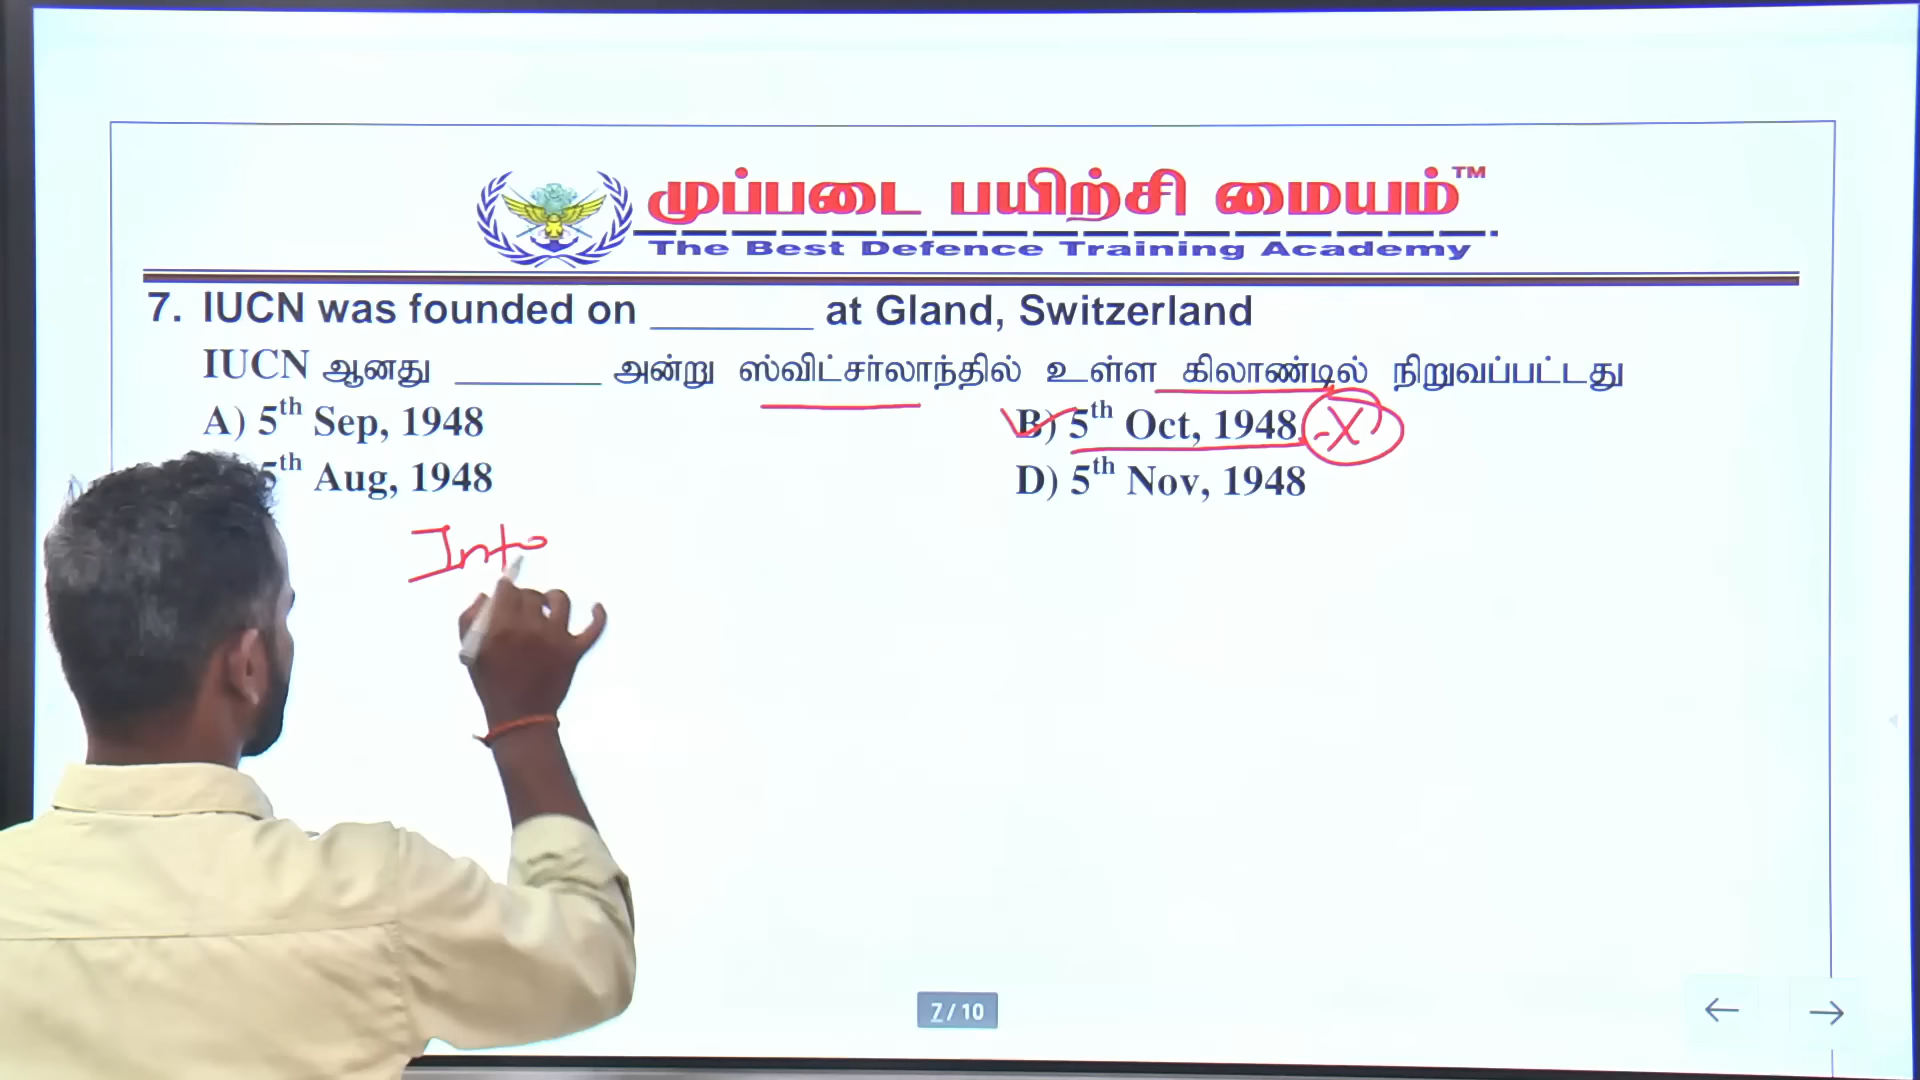 முப்படை பயிற்சி மையம்™
The Best Defence Training Academy
7. IUCN was founded on ________ at Gland, Switzerland
IUCN ஆனது ________ அன்று ஸ்விட்சர்லாந்தில் உள்ள கிலாண்டில் நிறுவப்பட்டது
A) 5th Sep, 1948
B) 5th Oct, 1948 -X
5th Aug, 1948
D) 5th Nov, 1948
Inte
7/10